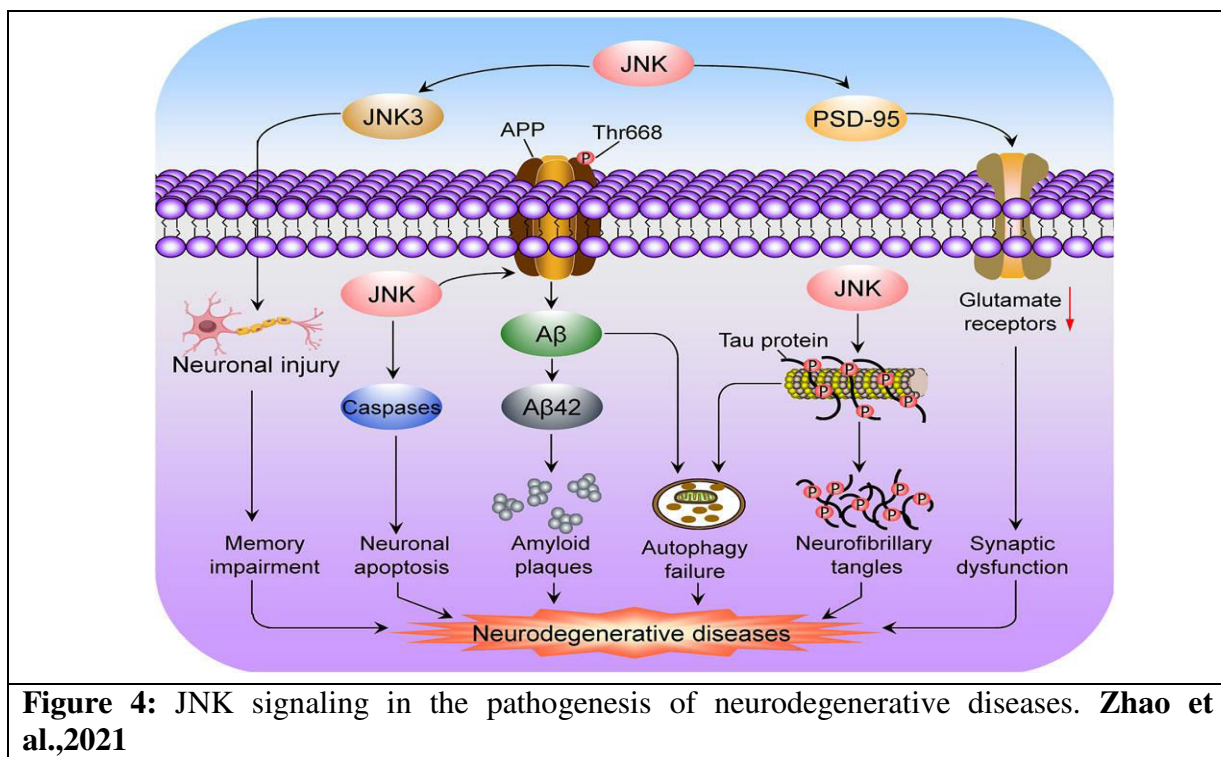 JNK
JNK3
PSD-95
APP
Thr668
P
JNK
JNK
Glutamate
receptors
Neuronal injury
Aβ
Tau protein
P P P
P P
P P
Caspases
Aβ42
P P
P P P
P P
Memory
impairment
Neuronal
apoptosis
Amyloid
plaques
Autophagy
failure
Neurofibrillary
tangles
Synaptic
dysfunction
Neurodegenerative diseases
Figure 4: JNK signaling in the pathogenesis of neurodegenerative diseases. Zhao et
al.,2021